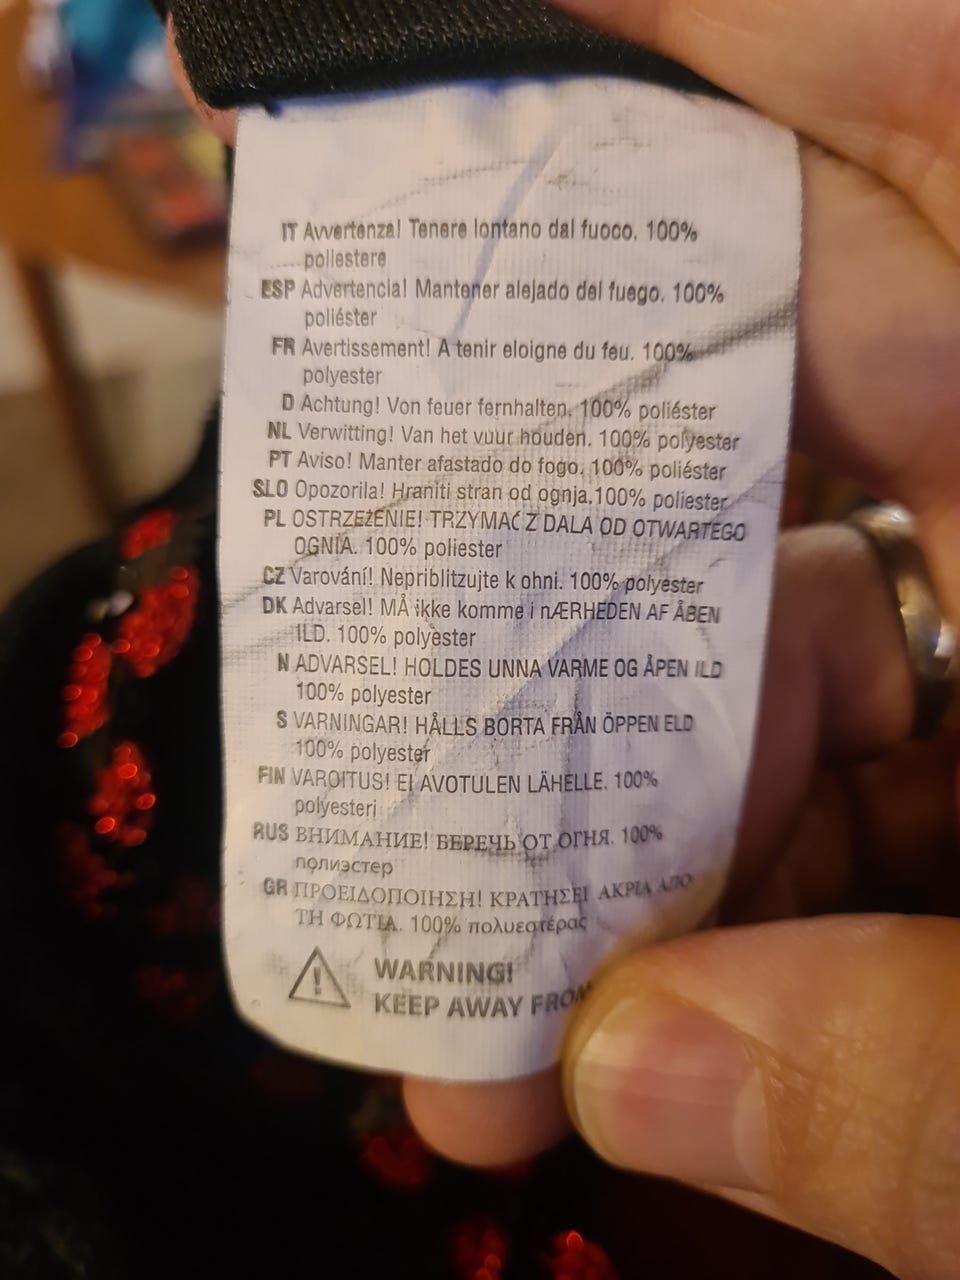 IT Avvertenza! Tenere lontano dal fuoco. 100%
poliestere
ESP Advertencia! Mantener alejado del fuego. 100%
poliéster
FR Avertissement! A tenir eloigne du feu. 100%
polyester
D Achtung! Von feuer fernhalten. 100% poliéster
NL Verwitting! Van het vuur houden. 100% polyester
PT Aviso! Manter afastado do fogo. 100% poliéster
SLO Opozorila! Hraniti stran od ognja.100% poliester
PL OSTRZEŻENIE! TRZYMAĆ Z DALA OD OTWARTEGO
OGNIA. 100% poliester
CZ Varování! Nepriblitzujte k ohni. 100% polyester
DK Advarsel! MÅ ikke komme i nÆRHEDEN AF ÅBEN
ILD. 100% polyester
N ADVARSEL! HOLDES UNNA VARME OG ÅPEN ILD
100% polyester
S VARNINGAR! HÅLLS BORTA FRÅN ÖPPEN ELD
100% polyester
FIN VAROITUS! EI AVOTULEN LÄHELLE. 100%
polyesteri
RUS ВНИМАНИЕ! БЕРЕЧЬ ОТ ОГНЯ. 100%
полиэстер
GR ΠΡΟΕΙΔΟΠΟΙΗΣΗ! ΚΡΑΤΗΣΕΙ ΑΚΡΙΑ ΑΠΟ
ΤΗ ΦΩΤΙΑ. 100% πολυεστέρας
WARNING!
KEEP AWAY FROM